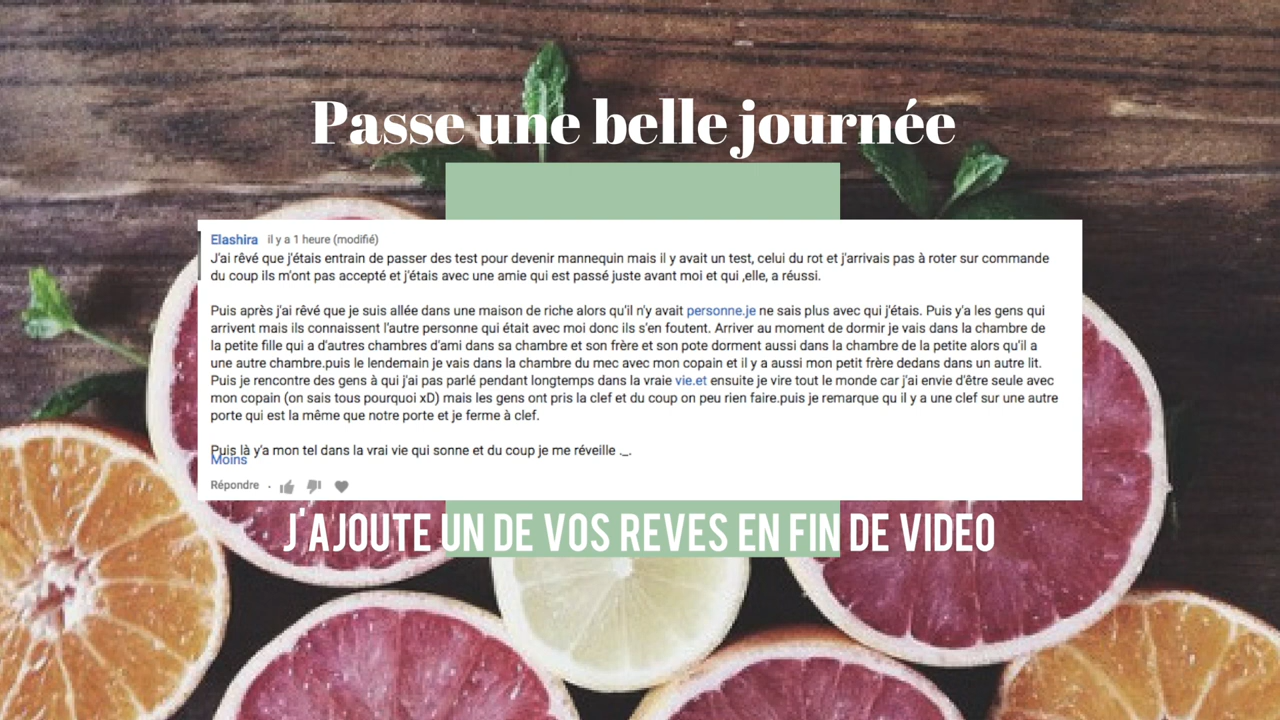 Passe une belle journée
Elashira il y a 1 heure (modifié)
J'ai rêvé que j'étais entrain de passer des test pour devenir mannequin mais il y avait un test, celui du rot et j'arrivais pas à roter sur commande
du coup ils m'ont pas accepté et j'étais avec une amie qui est passé juste avant moi et qui ,elle, a réussi.
Puis après j'ai rêvé que je suis allée dans une maison de riche alors qu'il n'y avait personne.je ne sais plus avec qui j'étais. Puis y'a les gens qui
arrivent mais ils connaissent l'autre personne qui était avec moi donc ils s'en foutent. Arriver au moment de dormir je vais dans la chambre de
la petite fille qui a d'autres chambres d'ami dans sa chambre et son frère et son pote dorment aussi dans la chambre de la petite alors qu'il a
une autre chambre.puis le lendemain je vais dans la chambre du mec avec mon copain et il y a aussi mon petit frère dedans dans un autre lit.
Puis je rencontre des gens à qui j'ai pas parlé pendant longtemps dans la vraie vie.et ensuite je vire tout le monde car j'ai envie d'être seule avec
mon copain (on sais tous pourquoi xD) mais les gens ont pris la clef et du coup on peu rien faire.puis je remarque qu il y a une clef sur une autre
porte qui est la même que notre porte et je ferme à clef.
Puis là y'a mon tel dans la vrai vie qui sonne et du coup je me réveille ._.
Moins
Répondre ·
J'AJOUTE UN DE VOS REVES EN FIN DE VIDEO